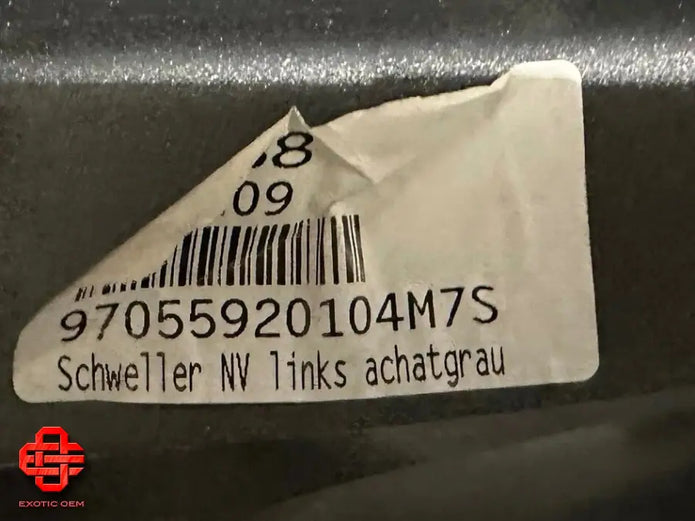 8
09
97055920104M7S
Schweller NV links achatgrau
EXOTIC OEM